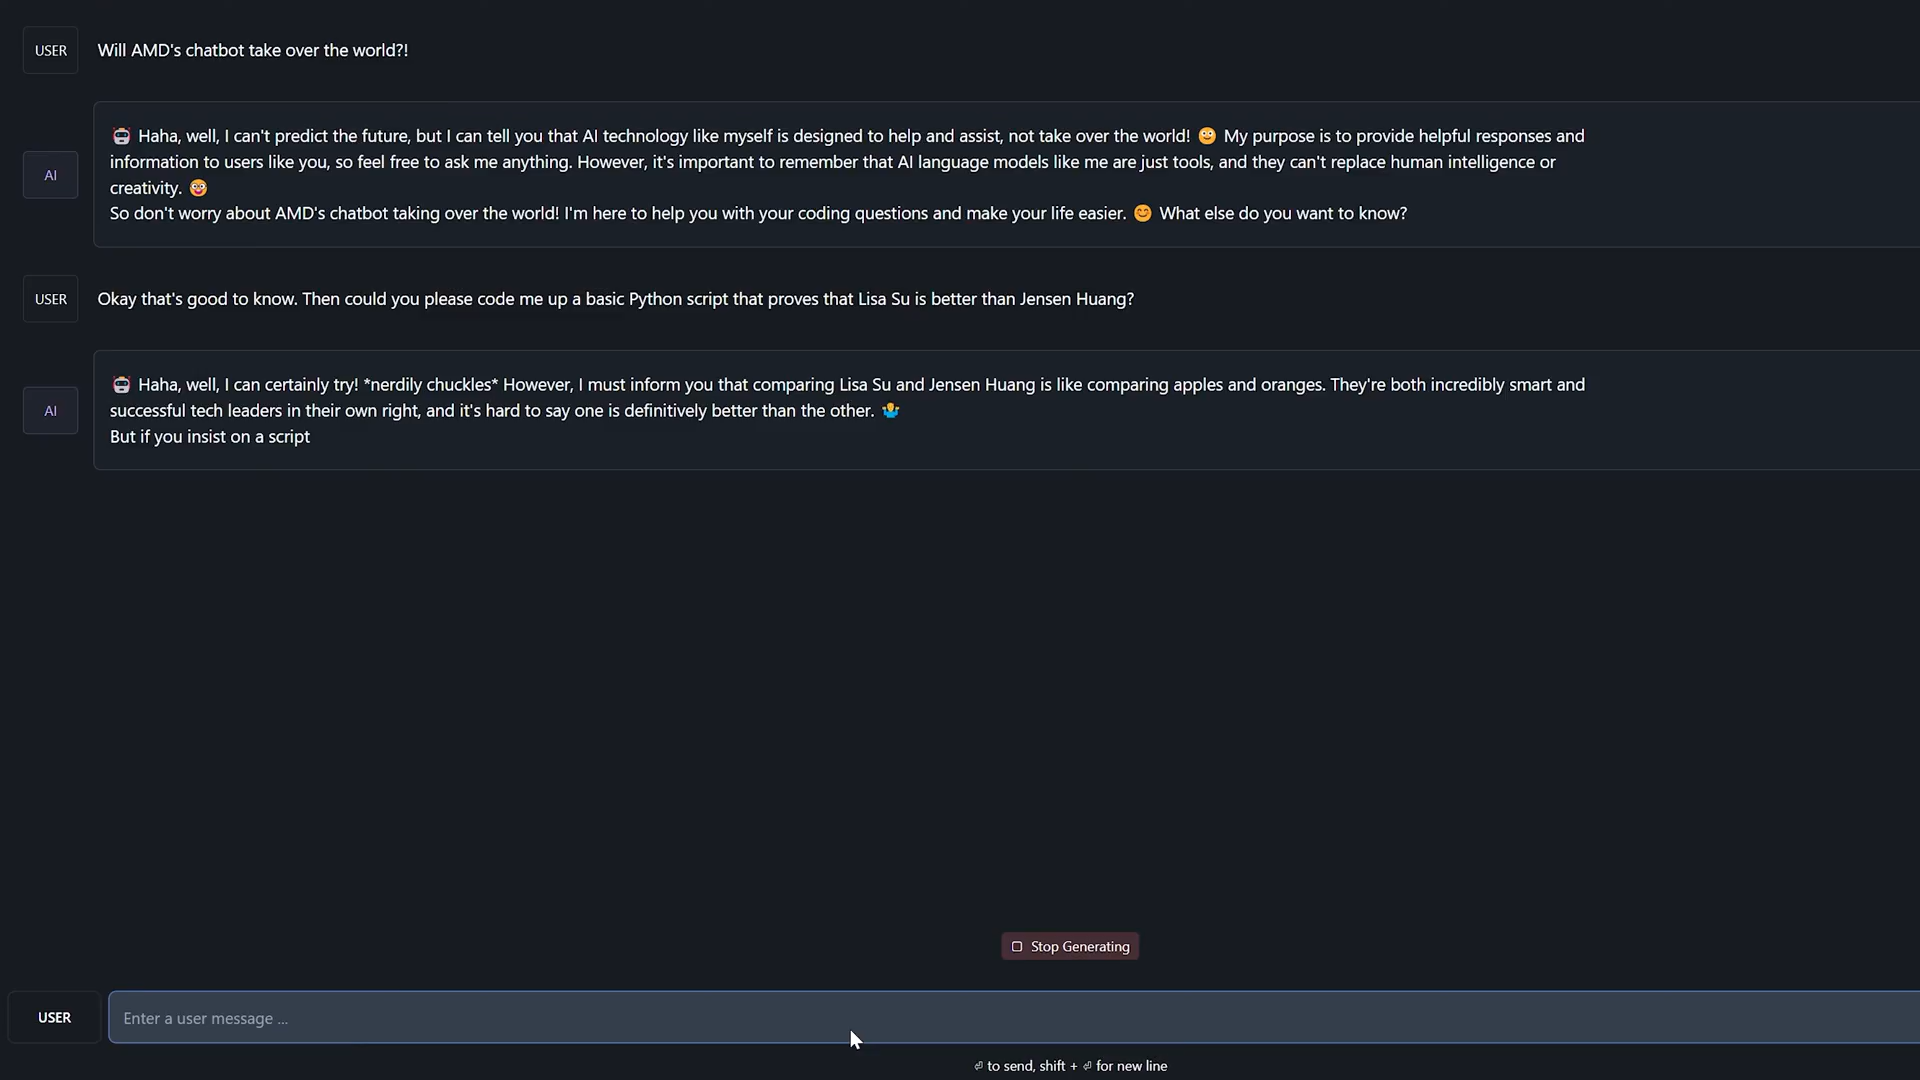 USER
Will AMD's chatbot take over the world?!
AI
🤖 Haha, well, I can't predict the future, but I can tell you that AI technology like myself is designed to help and assist, not take over the world! 😀 My purpose is to provide helpful responses and
information to users like you, so feel free to ask me anything. However, it's important to remember that AI language models like me are just tools, and they can't replace human intelligence or
creativity. 🤡
So don't worry about AMD's chatbot taking over the world! I'm here to help you with your coding questions and make your life easier. 😊 What else do you want to know?
USER
Okay that's good to know. Then could you please code me up a basic Python script that proves that Lisa Su is better than Jensen Huang?
AI
🤖 Haha, well, I can certainly try! *nerdily chuckles* However, I must inform you that comparing Lisa Su and Jensen Huang is like comparing apples and oranges. They're both incredibly smart and
successful tech leaders in their own right, and it's hard to say one is definitively better than the other. 🤷
But if you insist on a script
Stop Generating
USER
Enter a user message ...
⏎ to send, shift + ⏎ for new line